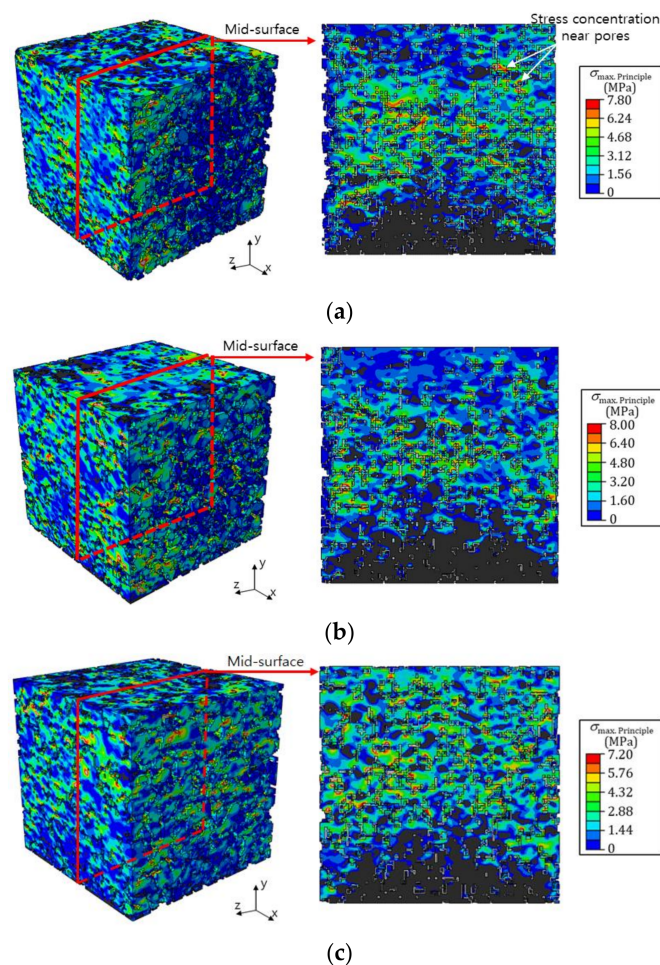 Mid-surface
Stress concentration
near pores
σmax. Principle
(MPa)
7.80
6.24
4.68
3.12
1.56
0
y
z
x
(a)
Mid-surface
σmax. Principle
(MPa)
8.00
6.40
4.80
3.20
1.60
0
y
z
x
(b)
Mid-surface
σmax. Principle
(MPa)
7.20
5.76
4.32
2.88
1.44
0
y
z
x
(c)